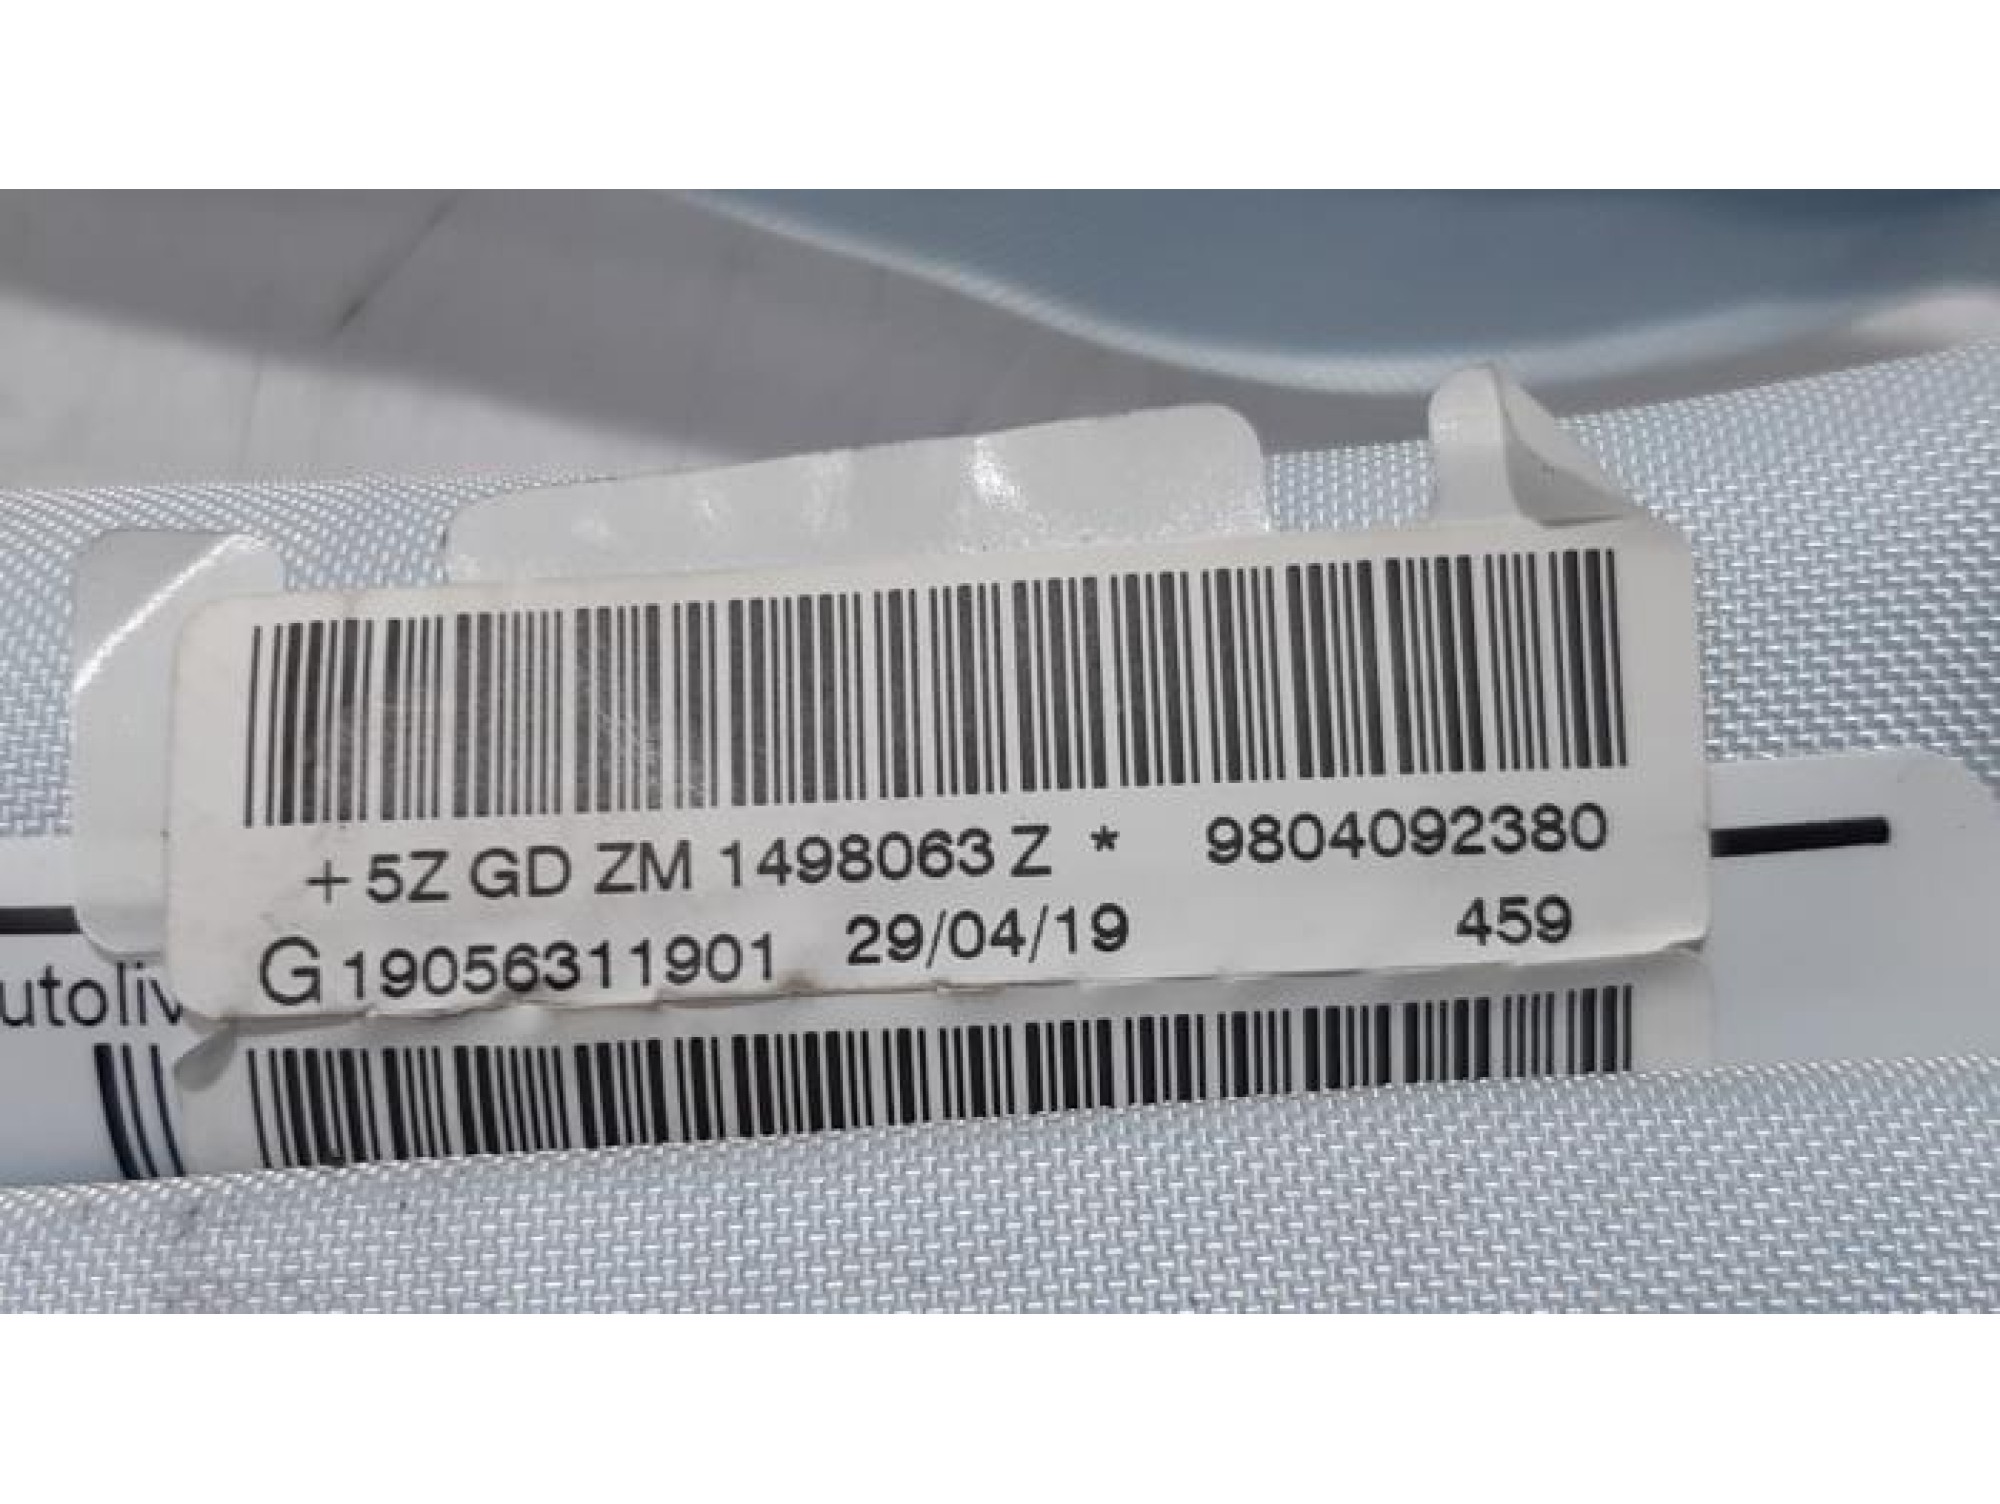 +5Z GD ZM 1498063 Z * 9804092380
G 19056311901 29/04/19 459
utoliv